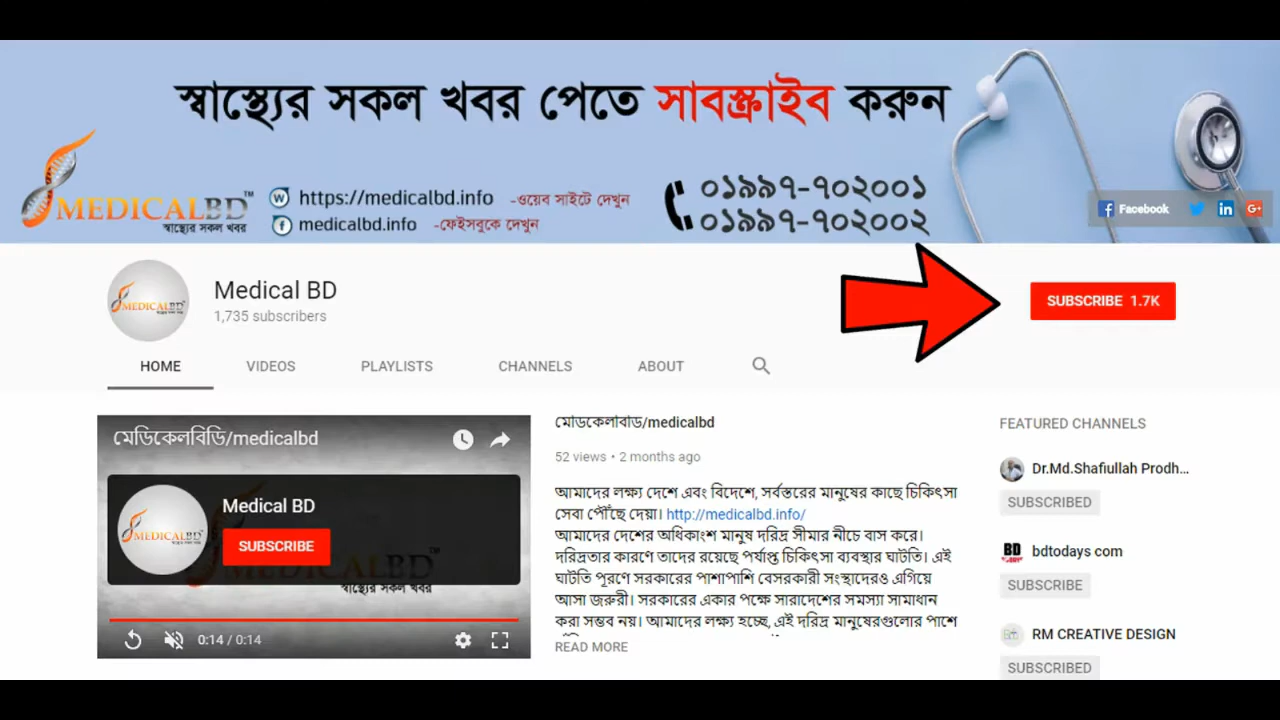 স্বাস্থ্যের সকল খবর পেতে সাবস্ক্রাইব করুন
MEDICALBD™
স্বাস্থ্যের সকল খবর
https://medicalbd.info -ওয়েব সাইটে দেখুন
medicalbd.info -ফেইসবুকে দেখুন
০১৯৯৭-৭০২০০১
০১৯৯৭-৭০২০০২
Facebook
Medical BD
1,735 subscribers
SUBSCRIBE 1.7K
HOME VIDEOS PLAYLISTS CHANNELS ABOUT
মেডিকেলবিডি/medicalbd
Medical BD
SUBSCRIBE
স্বাস্থ্যের সকল খবর
0:14 / 0:14
মেডিকেলবিডি/medicalbd
52 views • 2 months ago
আমাদের লক্ষ্য দেশে এবং বিদেশে, সর্বস্তরের মানুষের কাছে চিকিৎসা
সেবা পৌঁছে দেয়া। http://medicalbd.info/
আমাদের দেশের অধিকাংশ মানুষ দরিদ্র সীমার নীচে বাস করে।
দরিদ্রতার কারণে তাদের রয়েছে পর্যাপ্ত চিকিৎসা ব্যবস্থার ঘাটতি। এই
ঘাটতি পূরণে সরকারের পাশাপাশি বেসরকারী সংস্থাদেরও এগিয়ে
আসা জরুরী। সরকারের একার পক্ষে সারাদেশের সমস্যা সামাধান
করা সম্ভব নয়। আমাদের লক্ষ্য হচ্ছে, এই দরিদ্র মানুষেরগুলোর পাশে
READ MORE
FEATURED CHANNELS
Dr.Md.Shafiullah Prodh...
SUBSCRIBED
bdtodays com
SUBSCRIBE
RM CREATIVE DESIGN
SUBSCRIBED